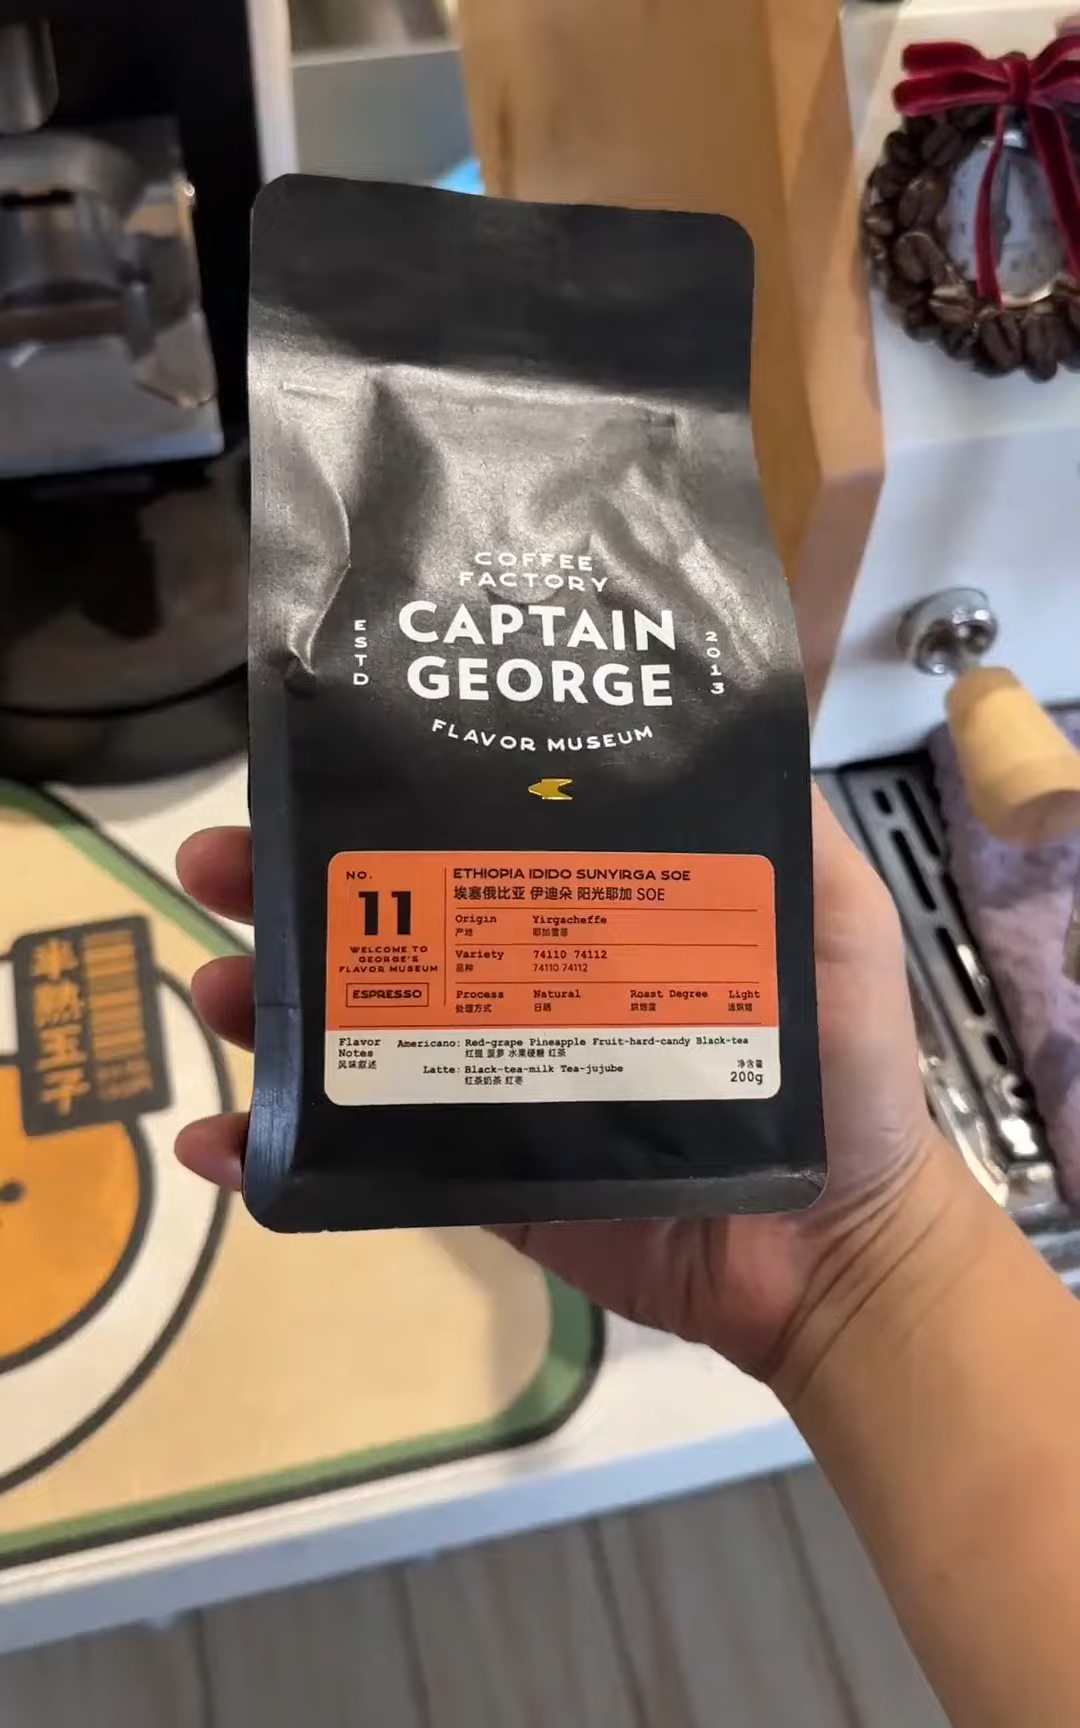 COFFEE
FACTORY
ESTD
CAPTAIN
GEORGE
2013
FLAVOR MUSEUM
NO.
11
WELCOME TO
GEORGE'S
FLAVOR MUSEUM
ESPRESSO
ETHIOPIA IDIDO SUNYIRGA SOE
埃塞俄比亚 伊迪朵 阳光耶加 SOE
Origin Yirgacheffe
产地 耶加雪菲
Variety 74110 74112
品种 74110 74112
Process Natural Roast Degree Light
处理方式 日晒 烘焙度 浅烘焙
Flavor Notes
风味叙述
Americano: Red-grape Pineapple Fruit-hard-candy Black-tea
红提 菠萝 水果硬糖 红茶
Latte: Black-tea-milk Tea-jujube
红茶奶茶 红枣
净含量
200g
半熟玉子